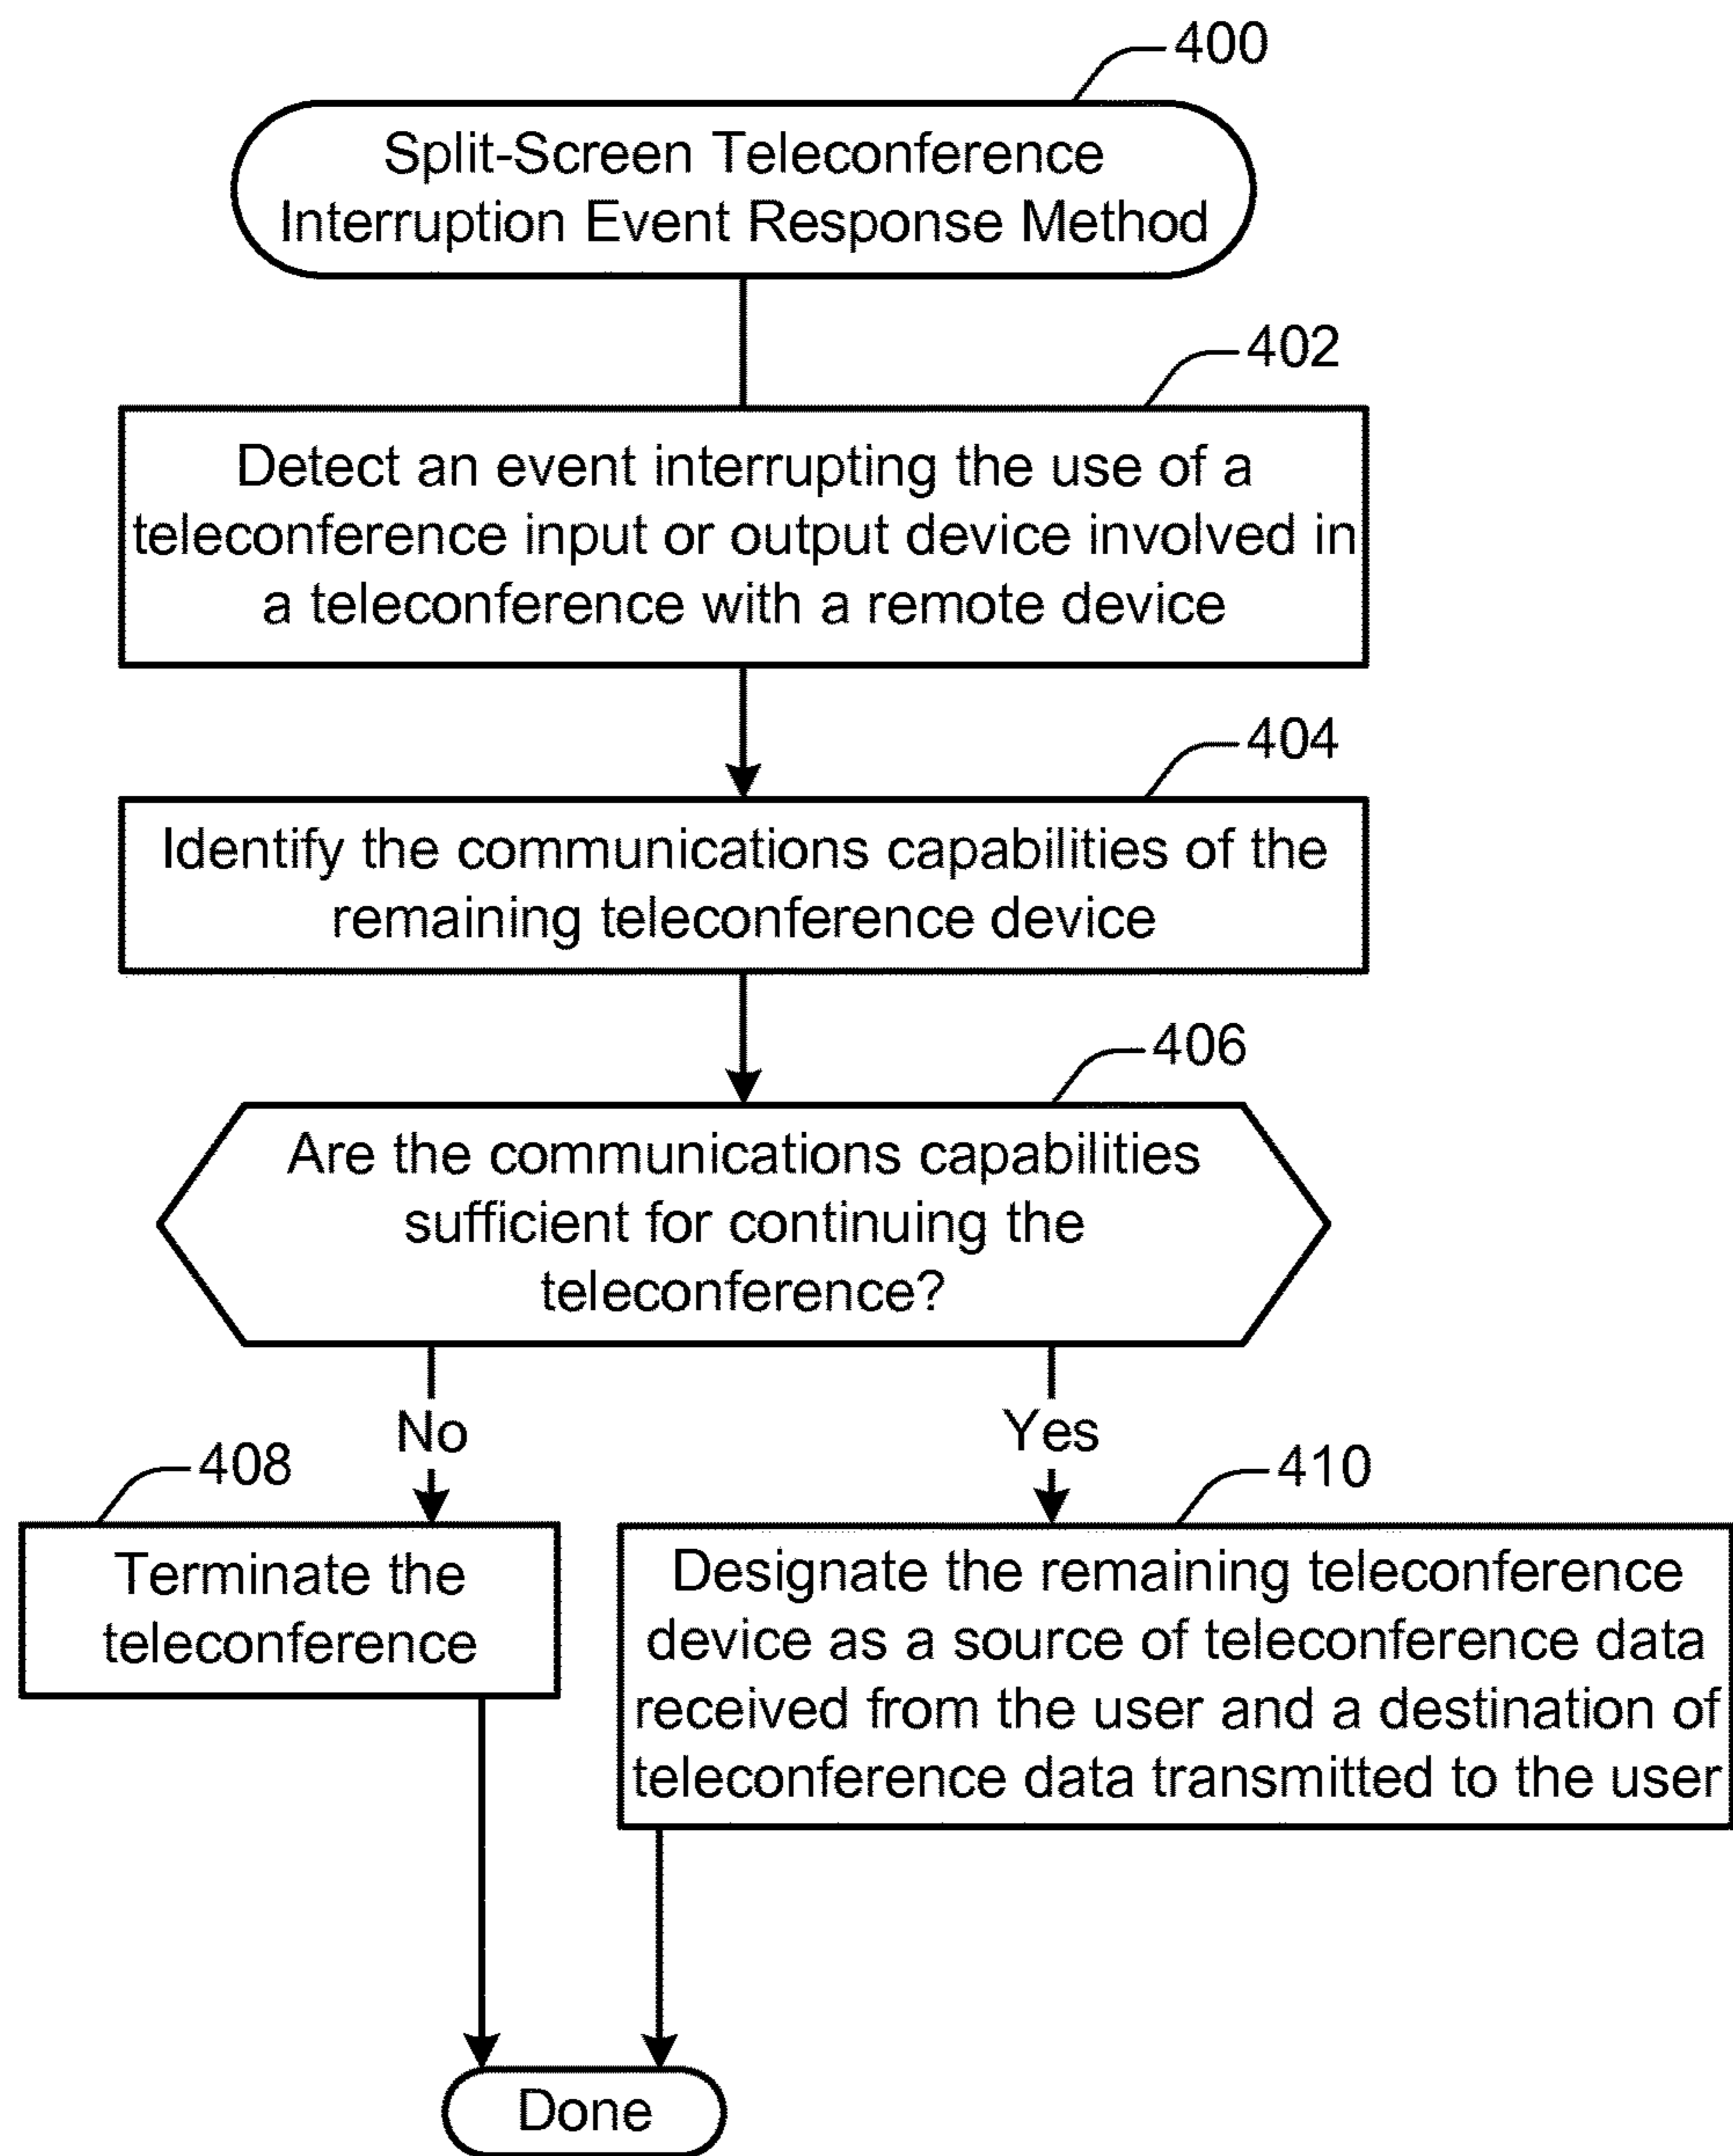 400
Split-Screen Teleconference
Interruption Event Response Method
402
Detect an event interrupting the use of a
teleconference input or output device involved in
a teleconference with a remote device
404
Identify the communications capabilities of the
remaining teleconference device
406
Are the communications capabilities
sufficient for continuing the
teleconference?
No
Yes
408
Terminate the
teleconference
410
Designate the remaining teleconference
device as a source of teleconference data
received from the user and a destination of
teleconference data transmitted to the user
Done